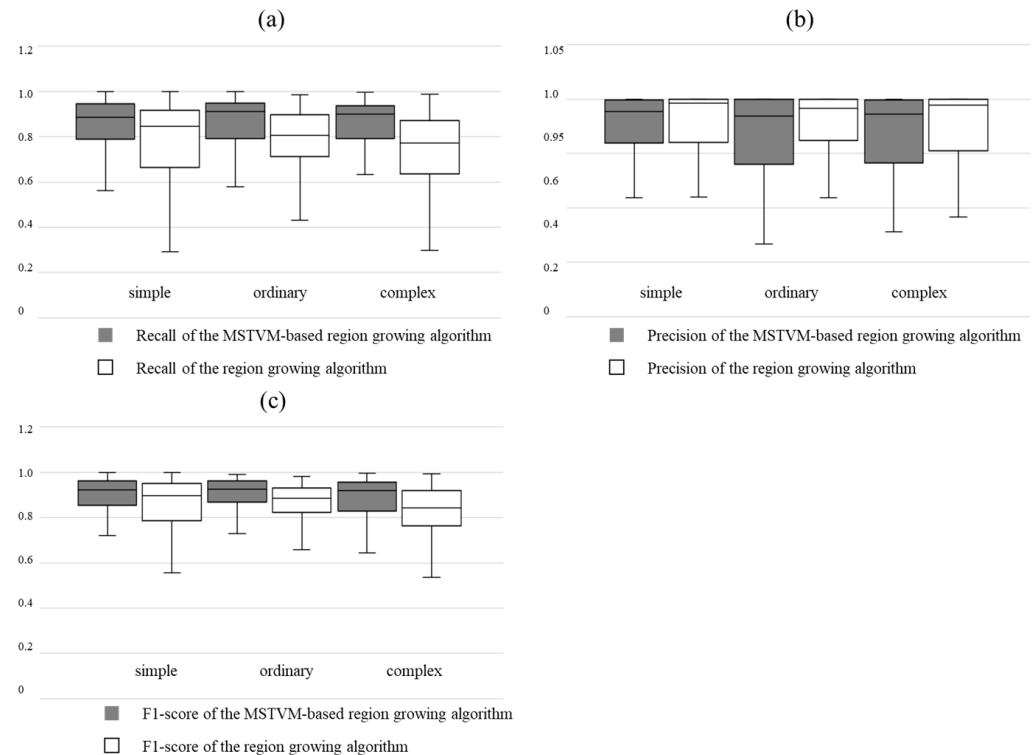 (a)
1.2
1.0
0.8
0.6
0.4
0.2
0
simple ordinary complex
Recall of the MSTVM-based region growing algorithm
Recall of the region growing algorithm
(b)
1.05
1.0
0.95
0.6
0.4
0.2
0
simple ordinary complex
Precision of the MSTVM-based region growing algorithm
Precision of the region growing algorithm
(c)
1.2
1.0
0.8
0.6
0.4
0.2
0
simple ordinary complex
F1-score of the MSTVM-based region growing algorithm
F1-score of the region growing algorithm